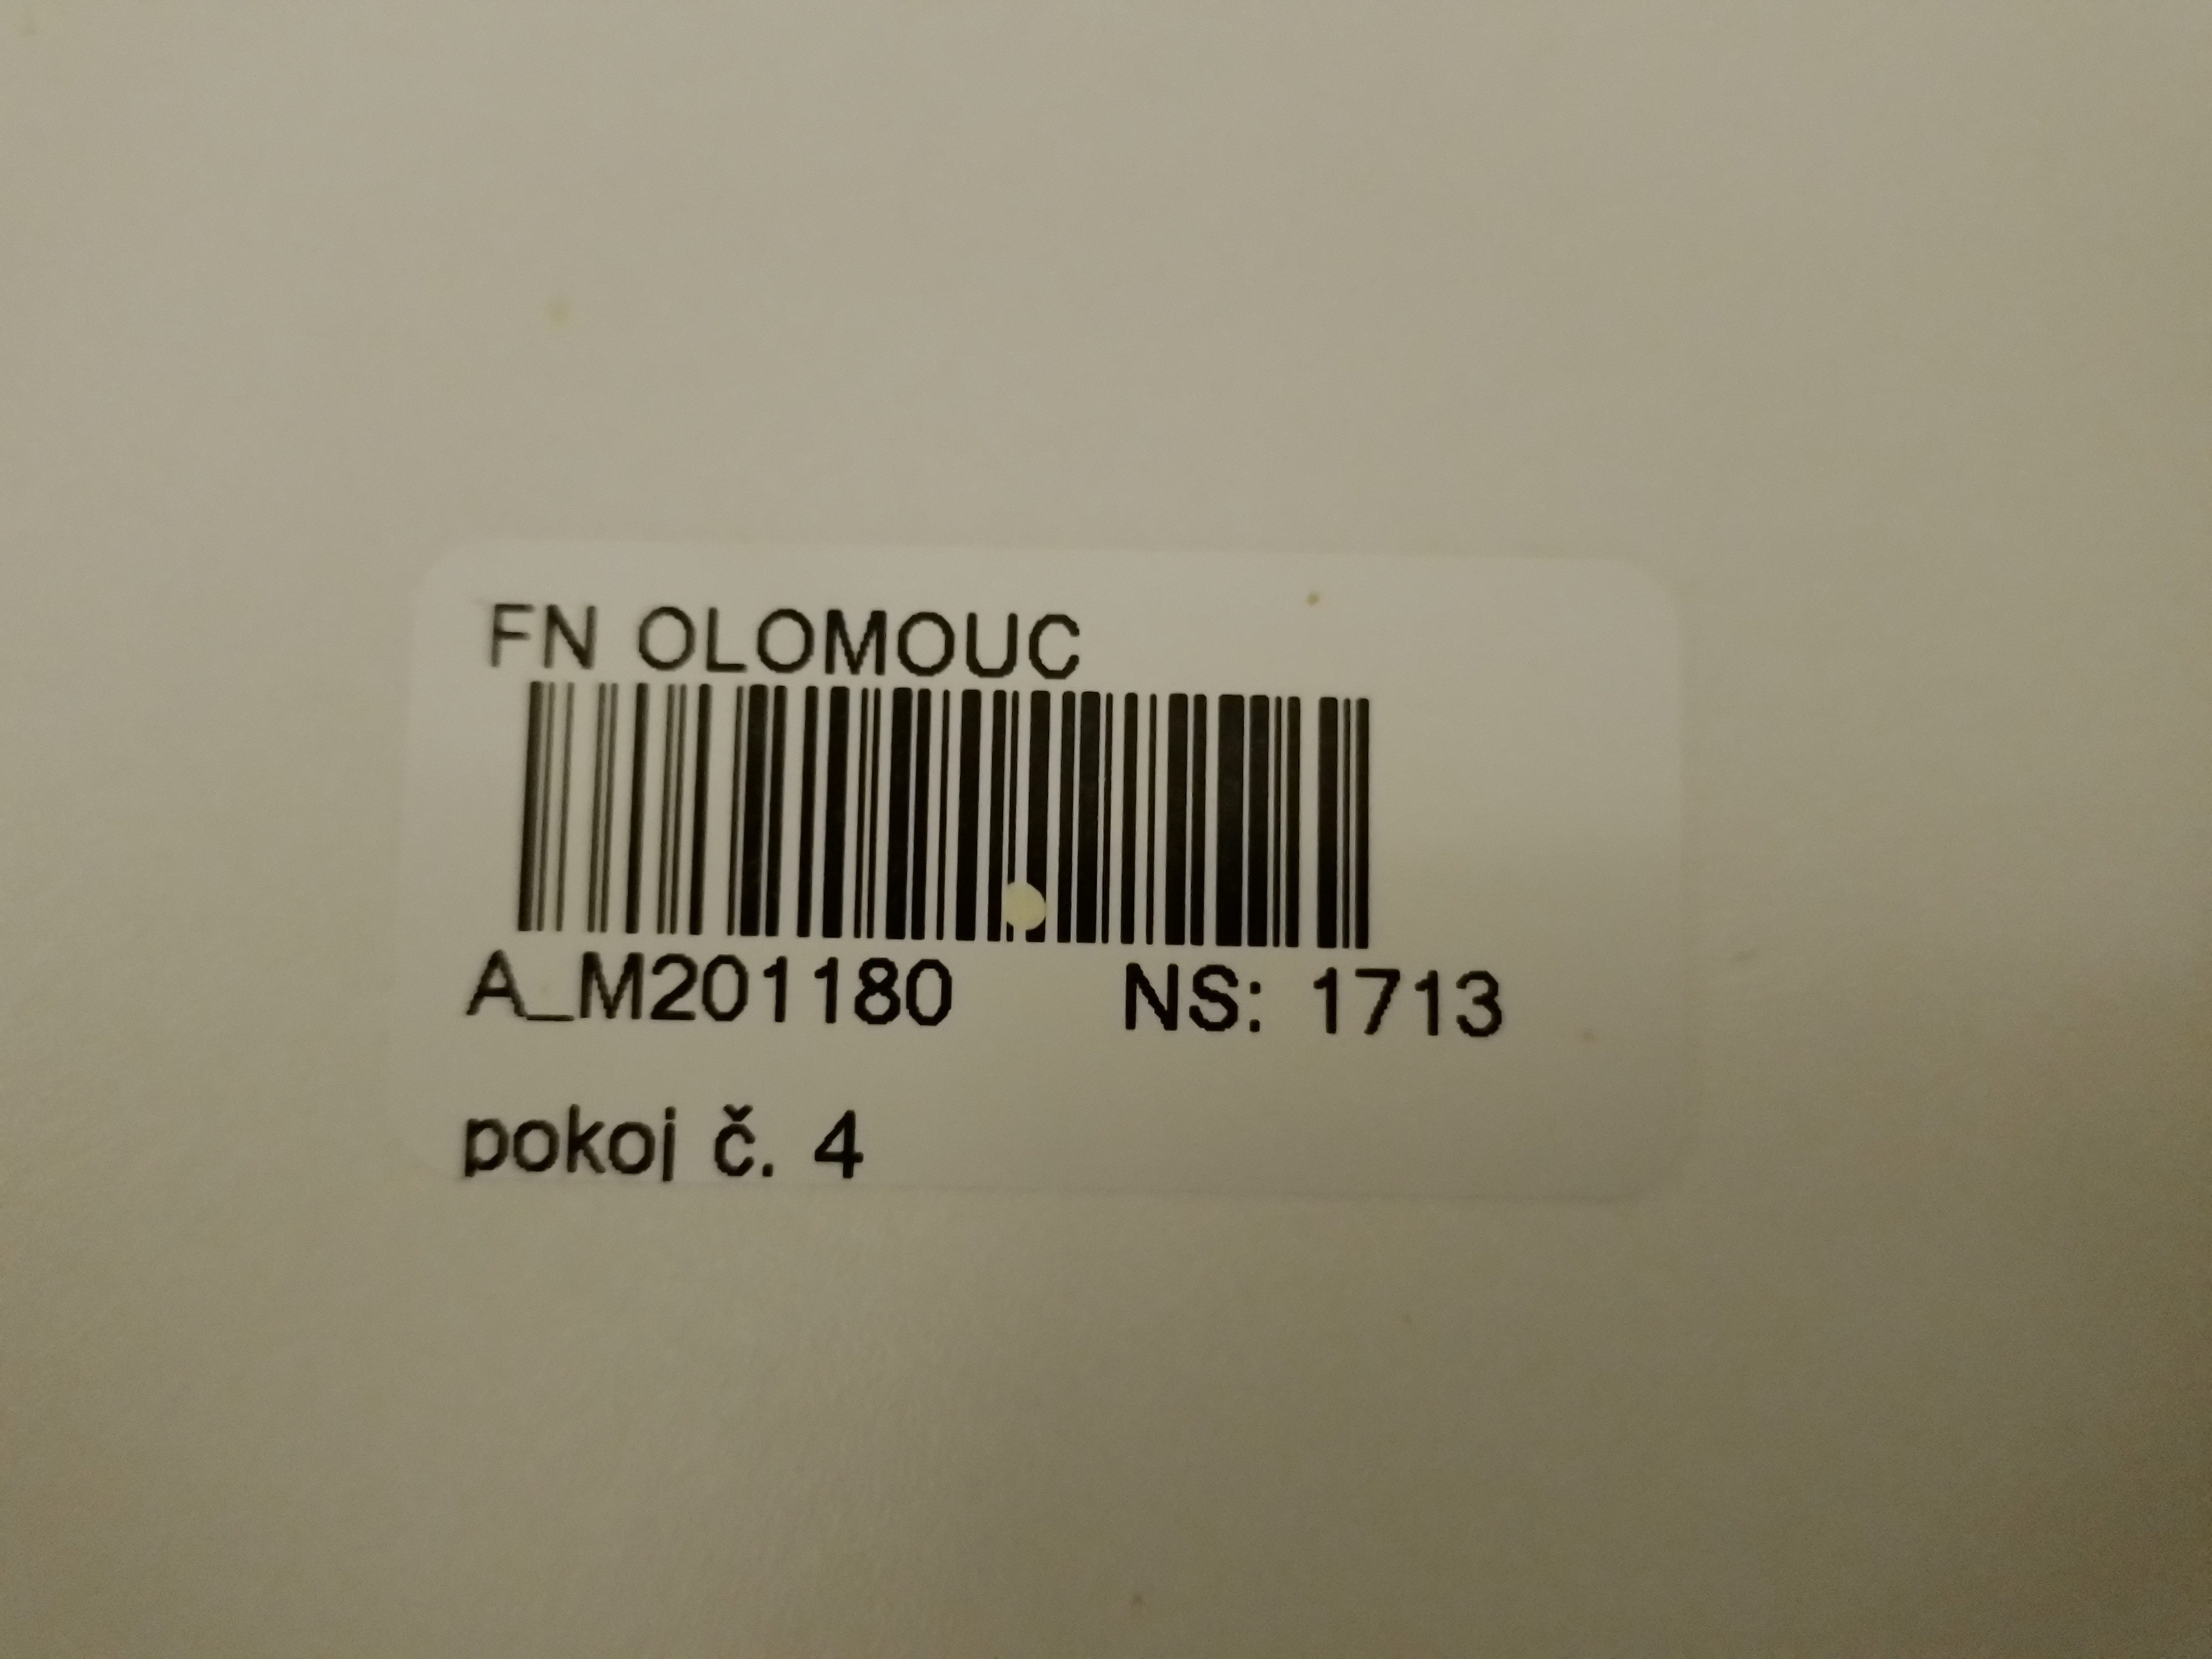 FN OLOMOUC
A_M201180 NS: 1713
pokoj č. 4